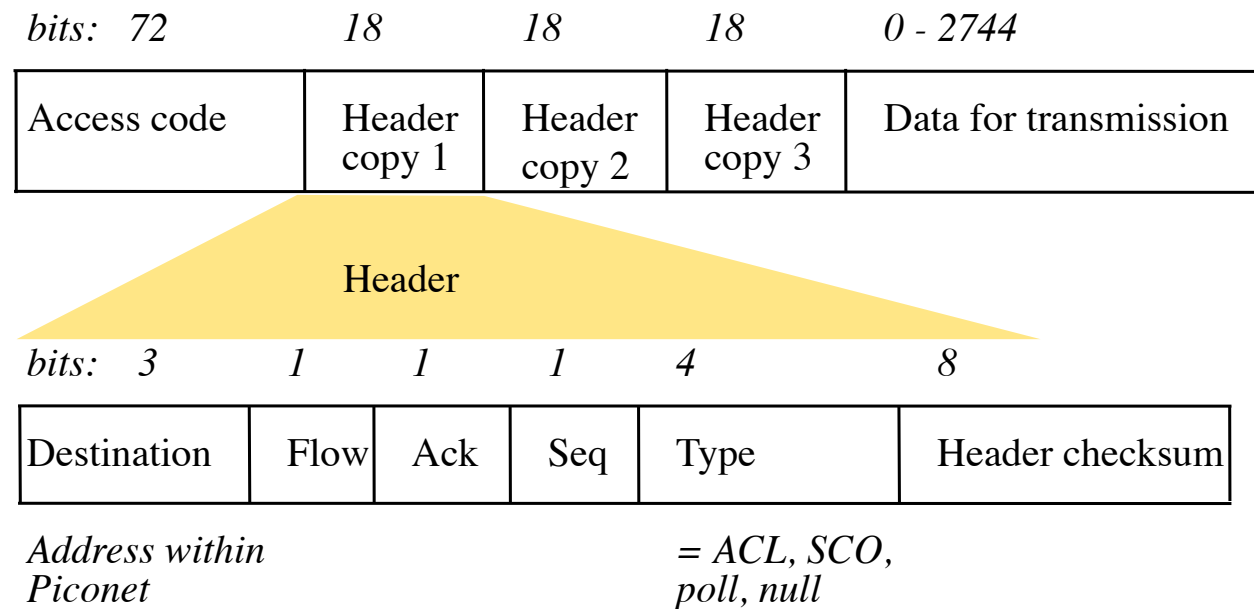 bits: 72 18 18 18 0 - 2744
Access code Header Header Header Data for transmission
copy 1 copy 2 copy 3
Header
bits: 3 1 1 1 4 8
Destination Flow Ack Seq Type Header checksum
Address within = ACL, SCO,
Piconet poll, null